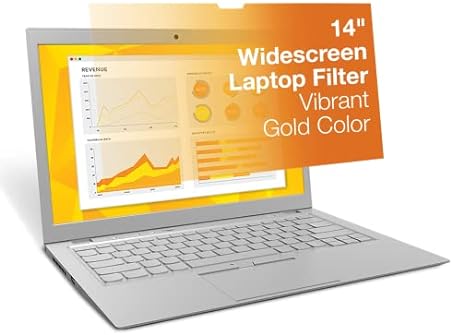 14"
Widescreen
Laptop Filter
Vibrant
Gold Color
REVENUE